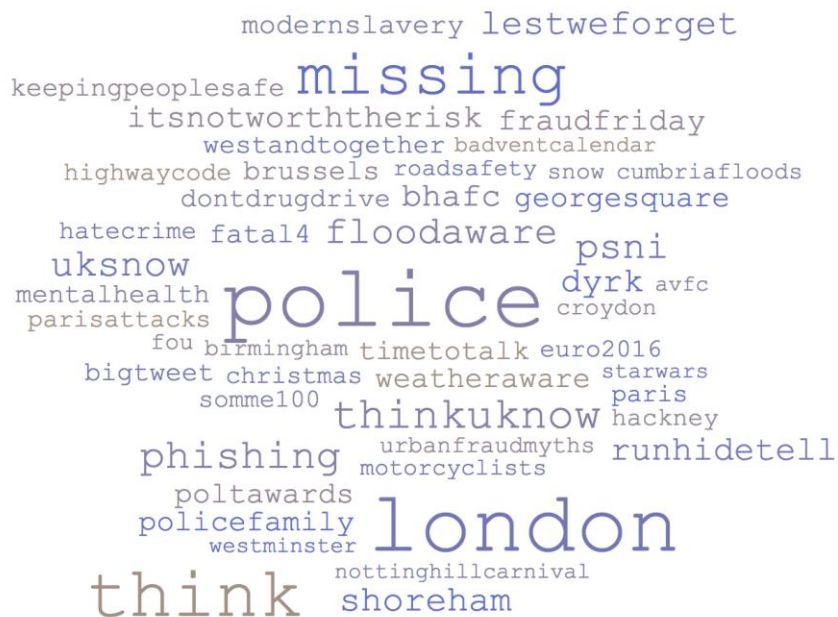 modernslavery lestweforget
keepingpeoplesafe missing
itsnotworththerisk fraudfriday
westandtogether badventcalendar
highwaycode brussels roadsafety snow cumbriafloods
dontdrugdrive bhafc georgesquare
hatecrime fatal4 floodaware psni
uksnow police dyrk avfc
mentalhealth croydon
parisattacks
fou birmingham timetotalk euro2016
bigtweet christmas weatheraware starwars
somme100 paris
thinkuknow hackney
phishing urbanfraudmyths runhidetell
motorcyclists
poltawards
policefamily london
westminster
think nottinghillcarnival
shoreham